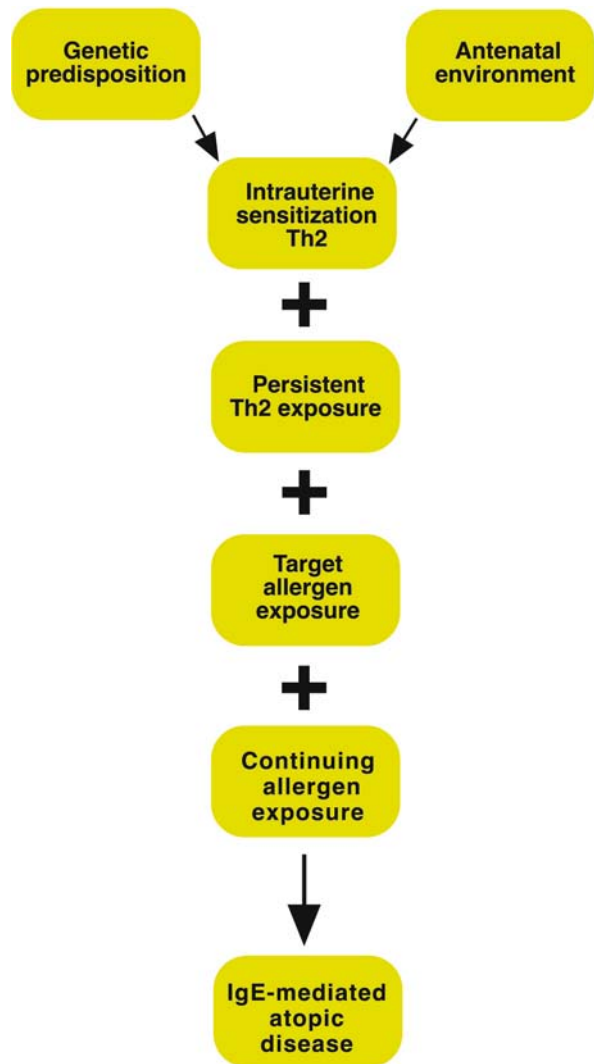 Genetic
predisposition
Antenatal
environment
Intrauterine
sensitization
Th2
+
Persistent
Th2 exposure
+
Target
allergen
exposure
+
Continuing
allergen
exposure
IgE-mediated
atopic
disease